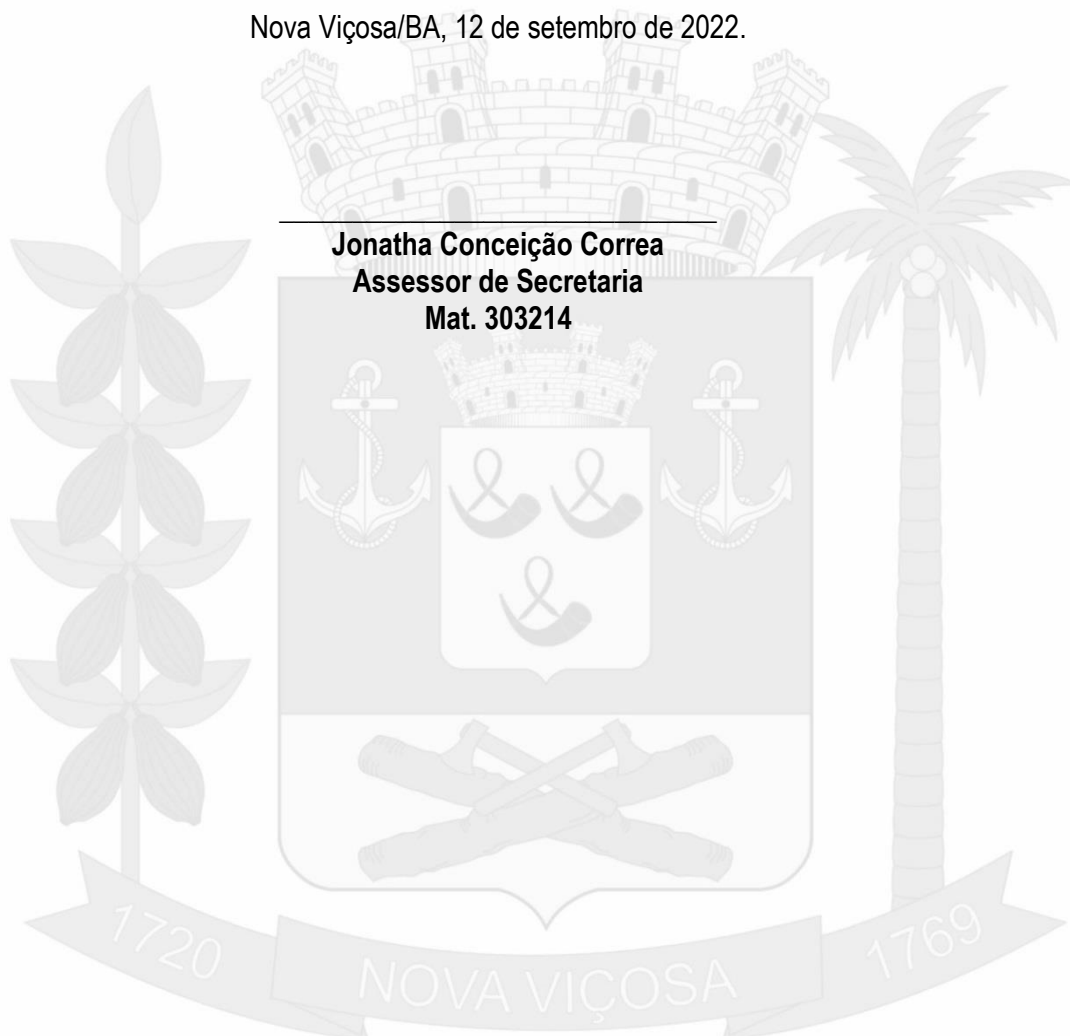 Nova Viçosa/BA, 12 de setembro de 2022.
Jonatha Conceição Correa
Assessor de Secretaria
Mat. 303214
1720
NOVA VIÇOSA
1769